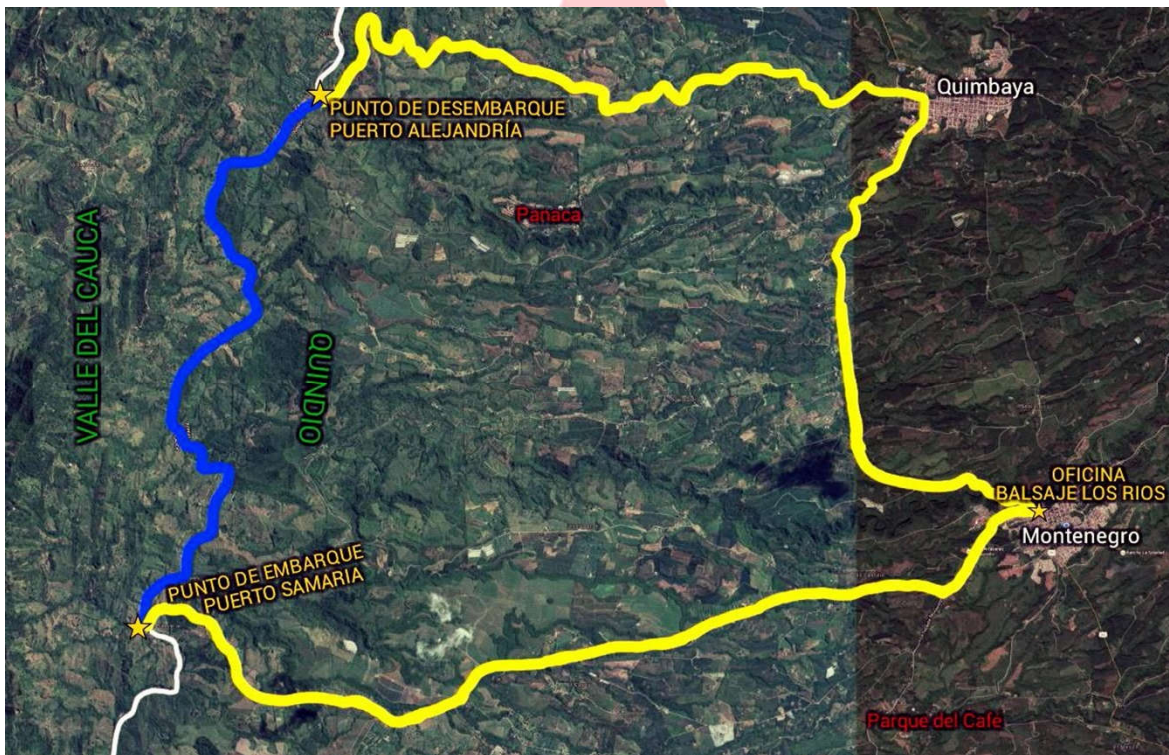 Quimbaya
PUNTO DE DESEMBARQUE
PUERTO ALEJANDRÍA
Panaca
VALLE DEL CAUCA
QUINDIO
OFICINA
BALSAJE LOS RIOS
Montenegro
PUNTO DE EMBARQUE
PUERTO SAMARIA
Parque del Café